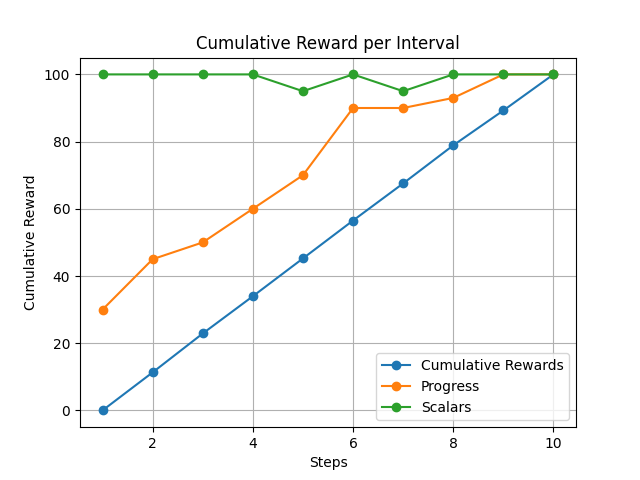 Cumulative Reward per Interval
Cumulative Reward
100
80
60
40
20
0
2 4 6 8 10
Steps
Cumulative Rewards
Progress
Scalars